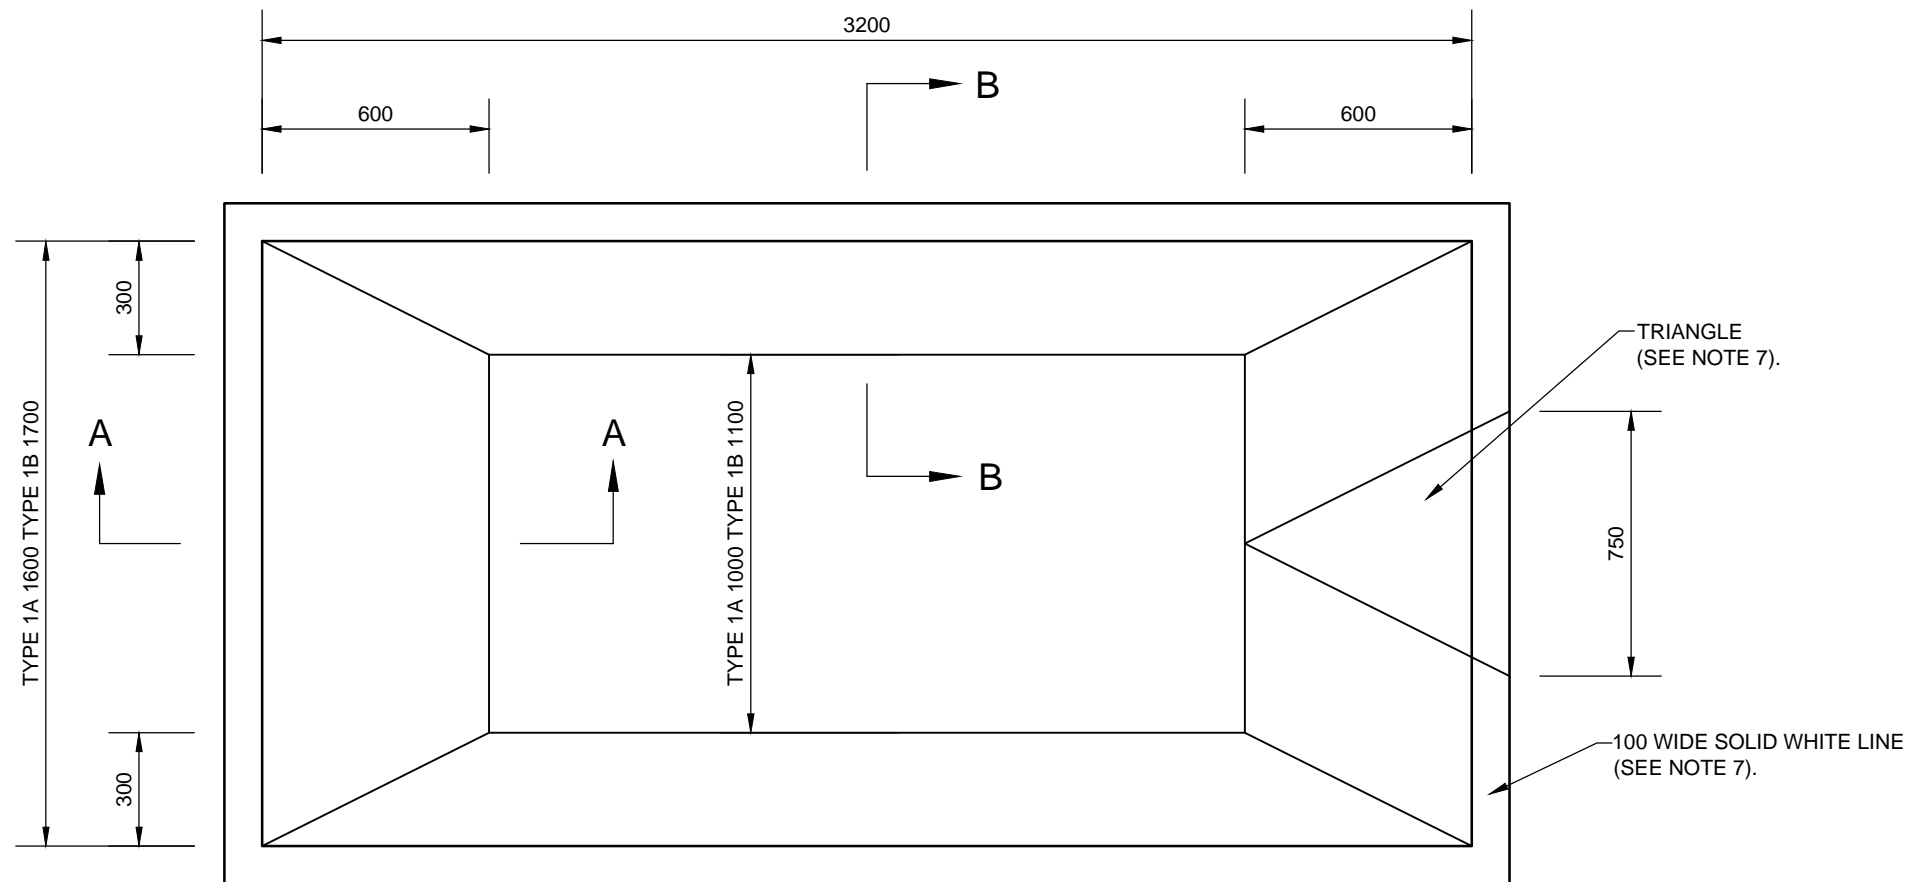 3200
B
600
600
300
TRIANGLE
(SEE NOTE 7).
TYPE 1A 1600 TYPE 1B 1700
A
A
TYPE 1A 1000 TYPE 1B 1100
B
750
100 WIDE SOLID WHITE LINE
(SEE NOTE 7).
300